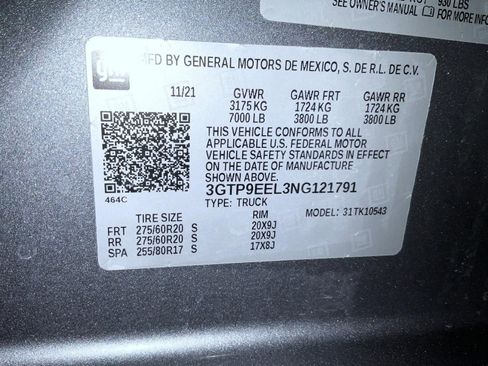 930 LBS
SEE OWNER'S MANUAL FOR MORE
gm
MFD BY GENERAL MOTORS DE MEXICO, S. DE R.L. DE C.V.
11/21 GVWR GAWR FRT GAWR RR
3175 KG 1724 KG 1724 KG
7000 LB 3800 LB 3800 LB
THIS VEHICLE CONFORMS TO ALL
APPLICABLE U.S. FEDERAL MOTOR
VEHICLE SAFETY STANDARDS IN EFFECT
ON THE DATE OF MANUFACTURE
SHOWN ABOVE.
464C 3GTP9EEL3NG121791
TYPE: TRUCK MODEL: 31TK10543
TIRE SIZE RIM
FRT 275/60R20 S 20X9J
RR 275/60R20 S 20X9J
SPA 255/80R17 S 17X8J